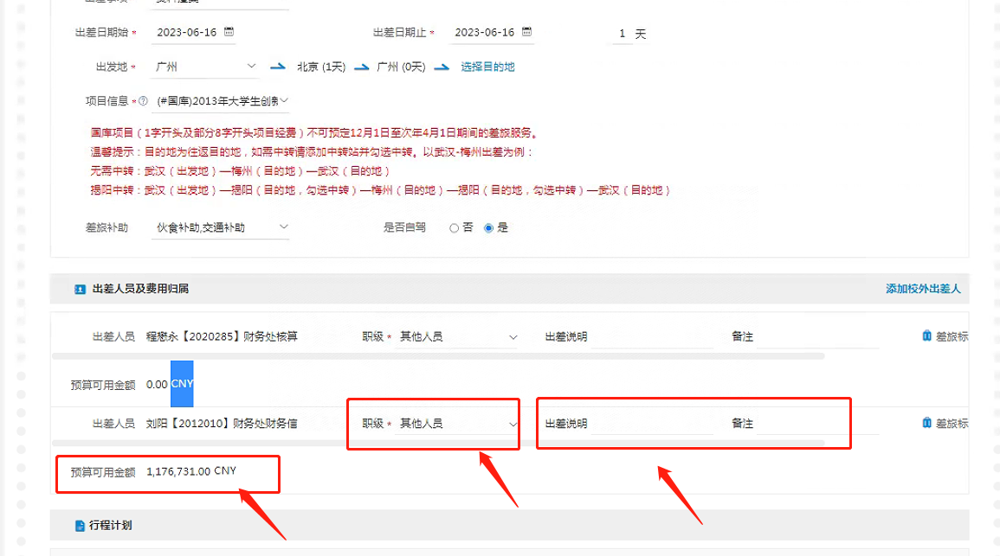 出差日期始 * 2023-06-16 出差日期止 * 2023-06-16 1 天
出发地 * 广州 北京 (1天) 广州 (0天) 选择目的地
项目信息 * (#国库)2013年大学生创新
国库项目（1字开头及部分8字开头项目经费）不可预定12月1日至次年4月1日期间的差旅服务。
温馨提示：目的地为往返目的地，如需中转请添加中转站并勾选中转。以武汉-梅州出差为例：
无需中转：武汉（出发地）—梅州（目的地）—武汉（目的地）
揭阳中转：武汉（出发地）—揭阳（目的地，勾选中转）—梅州（目的地）—揭阳（目的地，勾选中转）—武汉（目的地）
差旅补助 伙食补助,交通补助 是否自驾 否 是
出差人员及费用归属 添加校外出差人
出差人员 程懋永【2020285】财务处核算 职级 * 其他人员 出差说明 备注 差旅标
预算可用金额 0.00 CNY
出差人员 刘阳【2012010】财务处财务信 职级 * 其他人员 出差说明 备注 差旅标
预算可用金额 1,176,731.00 CNY
行程计划